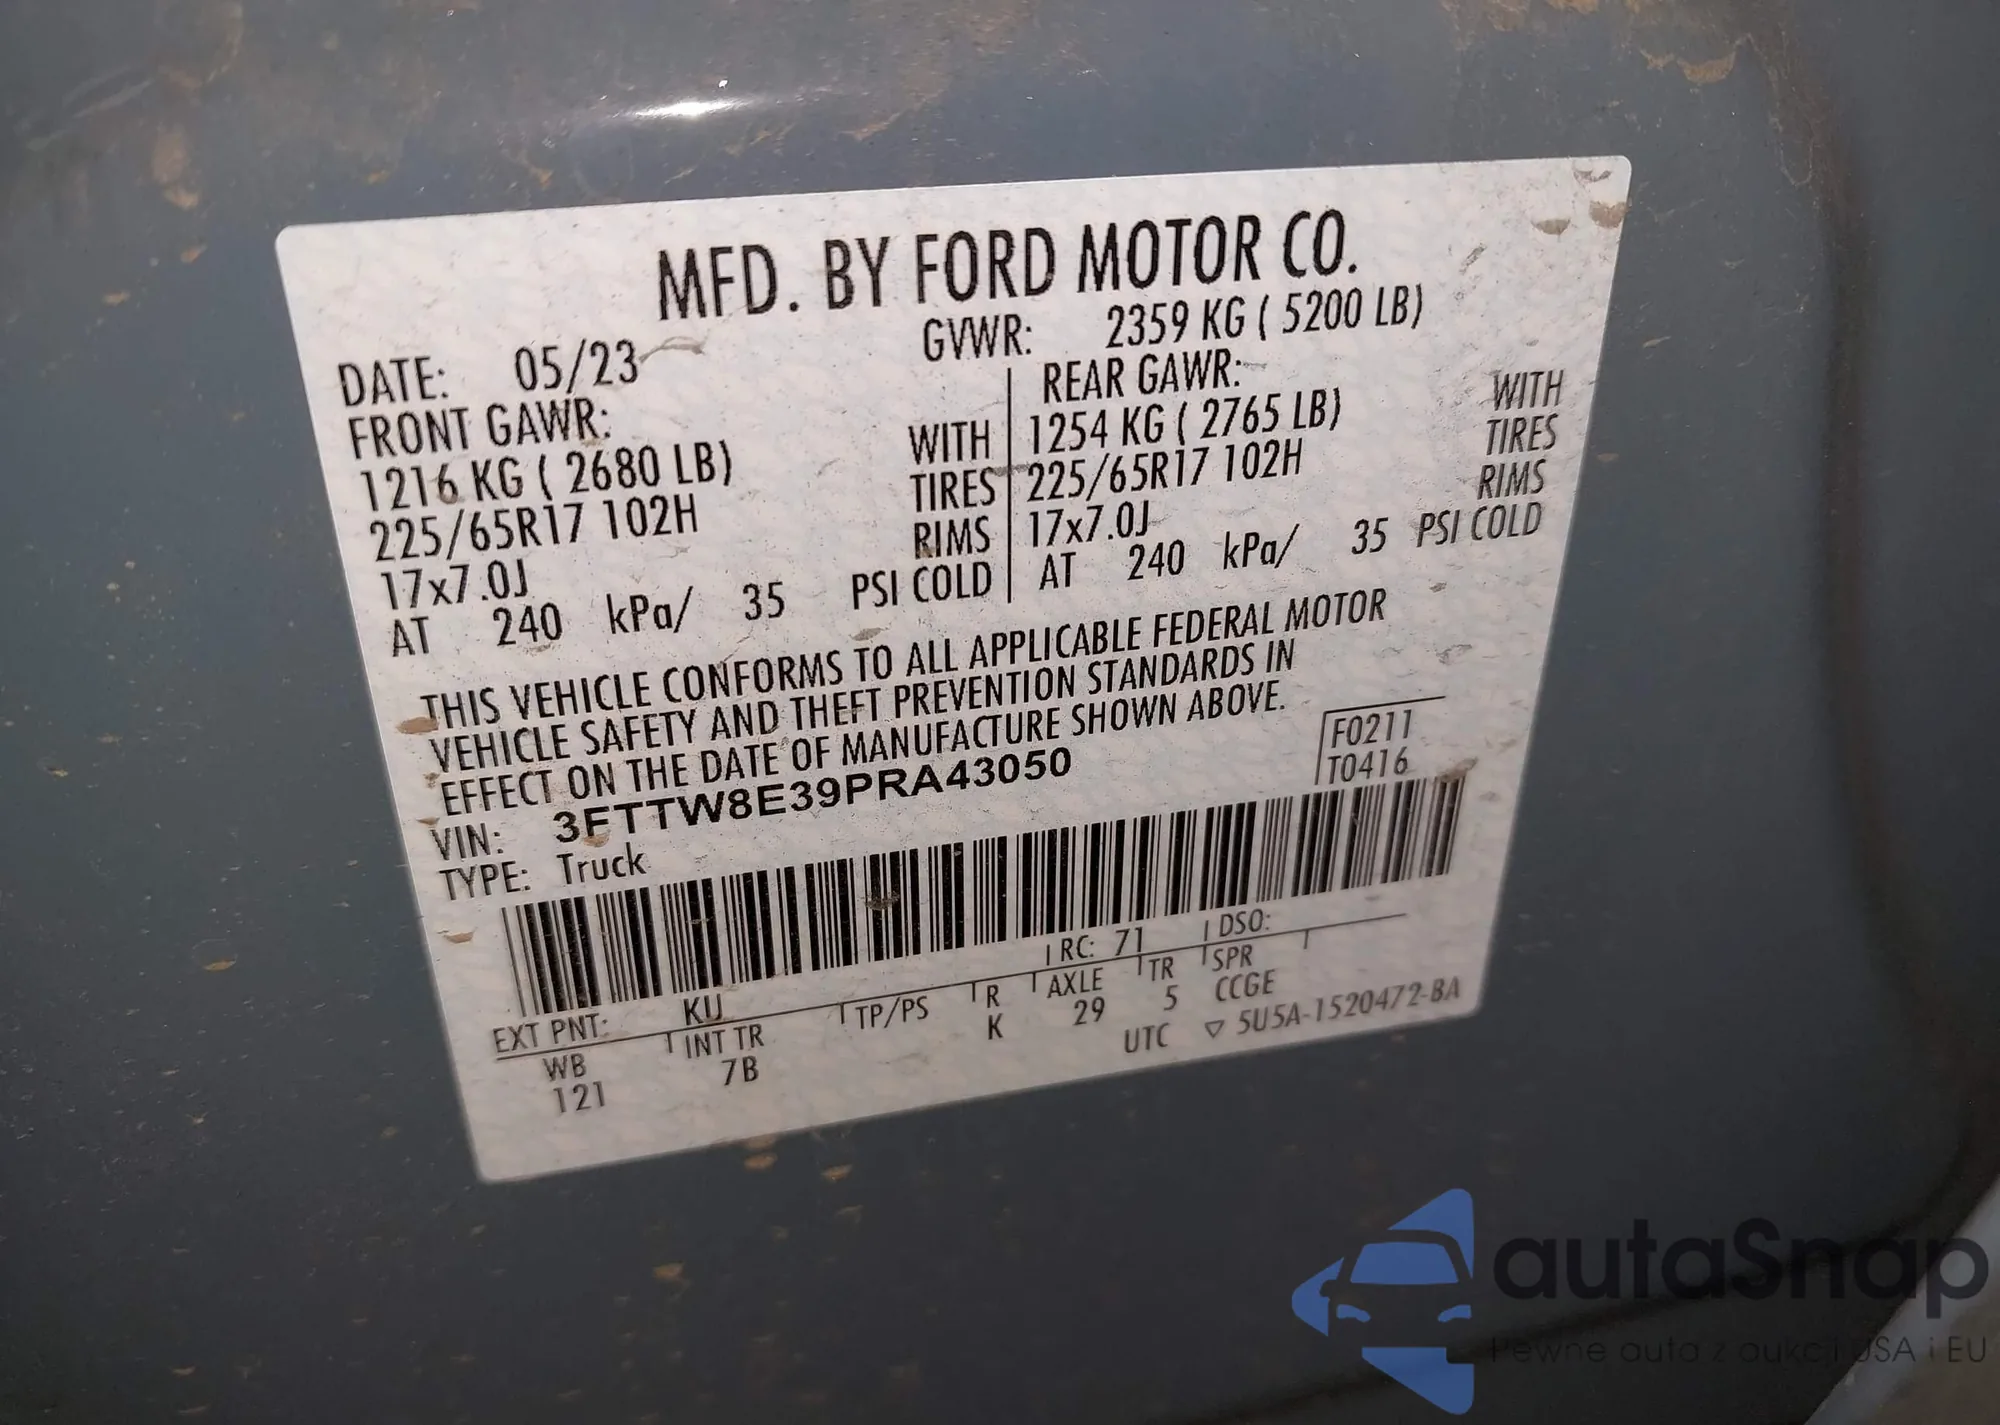 MFD. BY FORD MOTOR CO.
DATE: 05/23 GVWR: 2359 KG ( 5200 LB)
FRONT GAWR: REAR GAWR:
1216 KG ( 2680 LB) WITH 1254 KG ( 2765 LB) WITH
225/65R17 102H TIRES 225/65R17 102H TIRES
17x7.0J RIMS 17x7.0J RIMS
AT 240 kPa/ 35 PSI COLD AT 240 kPa/ 35 PSI COLD
THIS VEHICLE CONFORMS TO ALL APPLICABLE FEDERAL MOTOR
VEHICLE SAFETY AND THEFT PREVENTION STANDARDS IN
EFFECT ON THE DATE OF MANUFACTURE SHOWN ABOVE.
VIN: 3FTTW8E39PRA43050 F0211
TYPE: Truck T0416
EXT PNT: KU RC: 71 DSO:
WB INT TR TP/PS R AXLE TR SPR
121 7B K 29 5 CCGE
UTC ▽ 5U5A-1520472-BA
autaSnap
Pewne auta z aukcji USA i EU